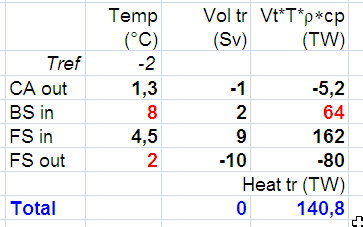 Temp Vol tr Vt*T*ρ*cp
(°C) (Sv) (TW)
Tref -2
CA out 1,3 -1 -5,2
BS in 8 2 64
FS in 4,5 9 162
FS out 2 -10 -80
Heat tr (TW)
Total 0 140,8